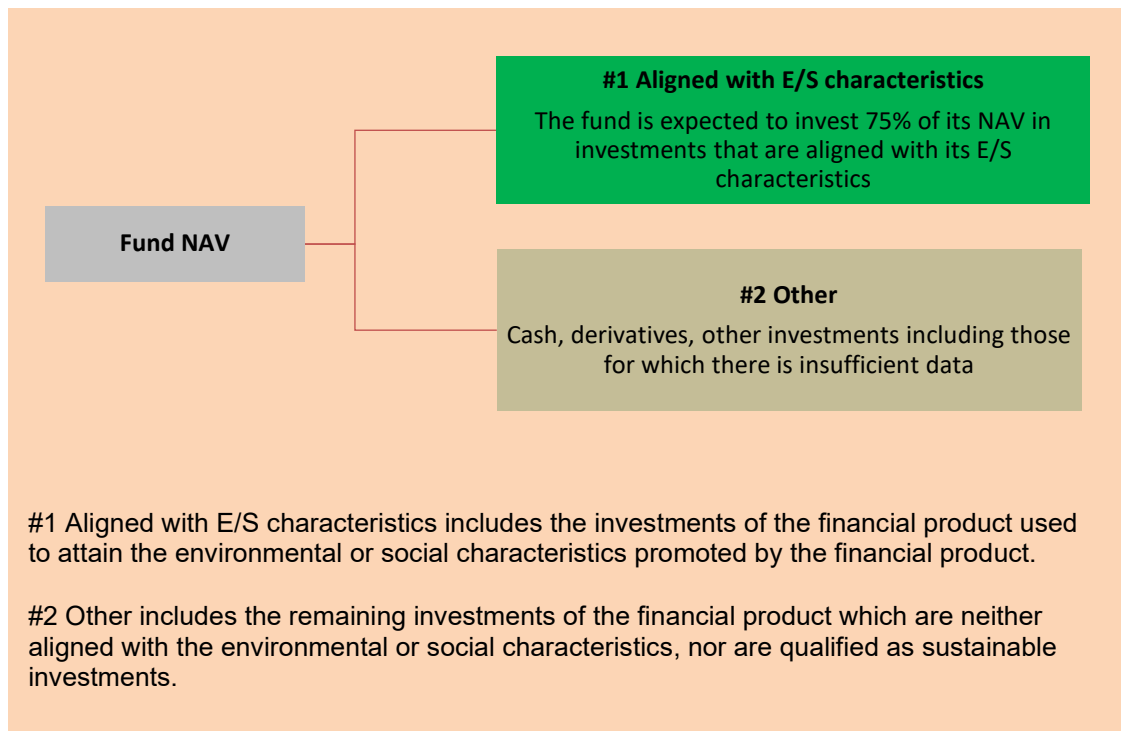 #1 Aligned with E/S characteristics
The fund is expected to invest 75% of its NAV in
investments that are aligned with its E/S
characteristics
Fund NAV
#2 Other
Cash, derivatives, other investments including those
for which there is insufficient data
#1 Aligned with E/S characteristics includes the investments of the financial product used
to attain the environmental or social characteristics promoted by the financial product.
#2 Other includes the remaining investments of the financial product which are neither
aligned with the environmental or social characteristics, nor are qualified as sustainable
investments.